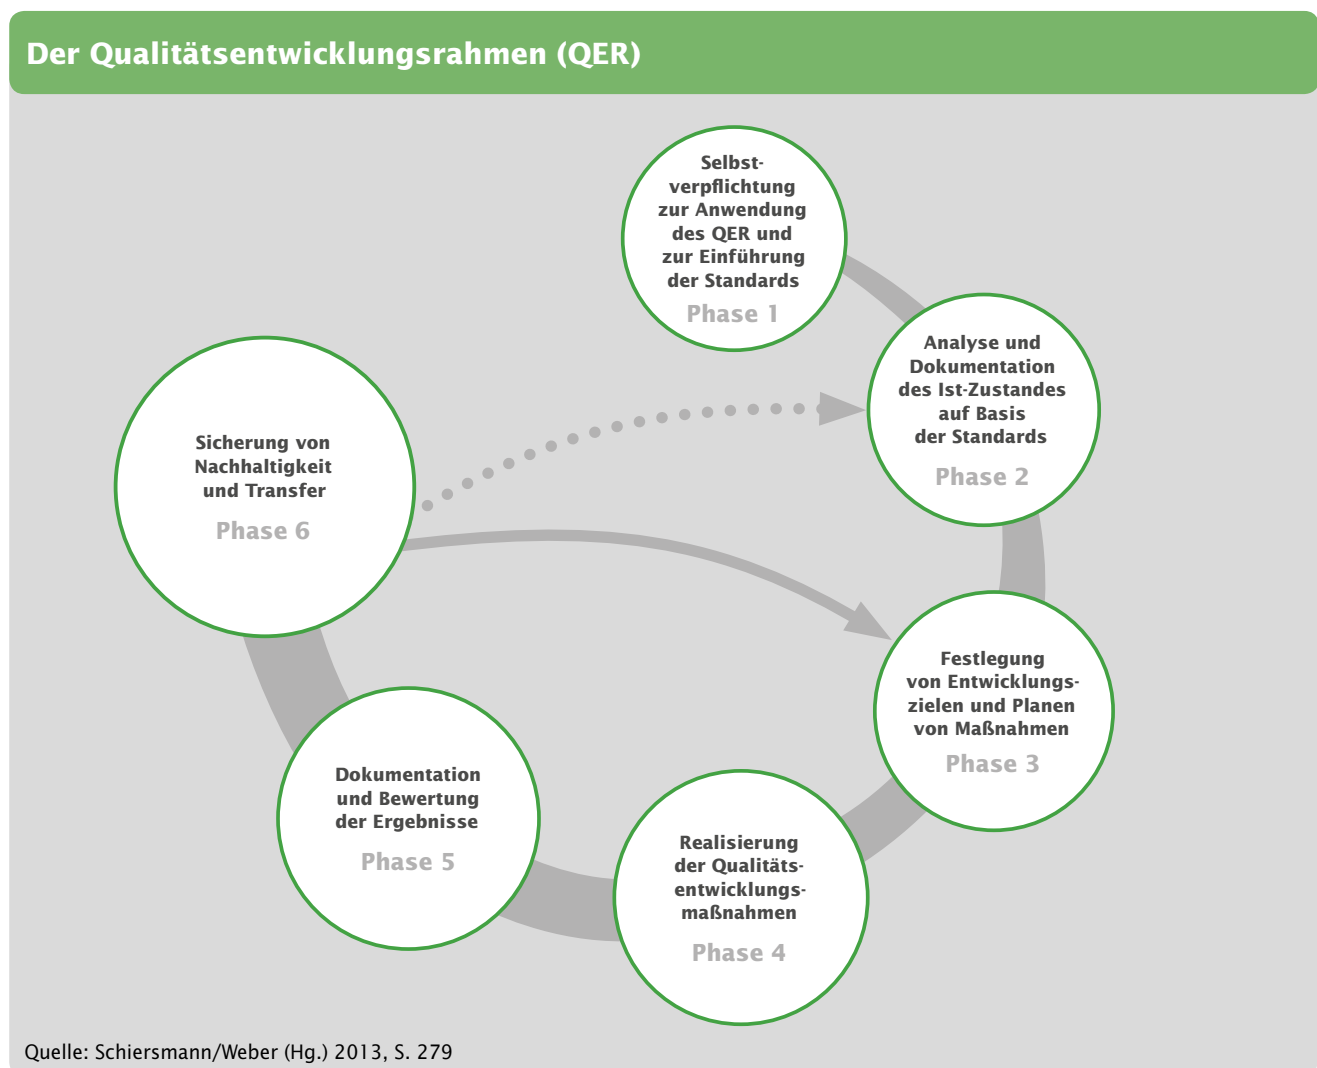 Der Qualitätsentwicklungsrahmen (QER)
Selbst-
verpflichtung
zur Anwendung
des QER und
zur Einführung
der Standards
Phase 1
Analyse und
Dokumentation
des Ist-Zustandes
auf Basis
der Standards
Phase 2
Festlegung
von Entwicklungs-
zielen und Planen
von Maßnahmen
Phase 3
Realisierung
der Qualitäts-
entwicklungs-
maßnahmen
Phase 4
Dokumentation
und Bewertung
der Ergebnisse
Phase 5
Sicherung von
Nachhaltigkeit
und Transfer
Phase 6
Quelle: Schiersmann/Weber (Hg.) 2013, S. 279